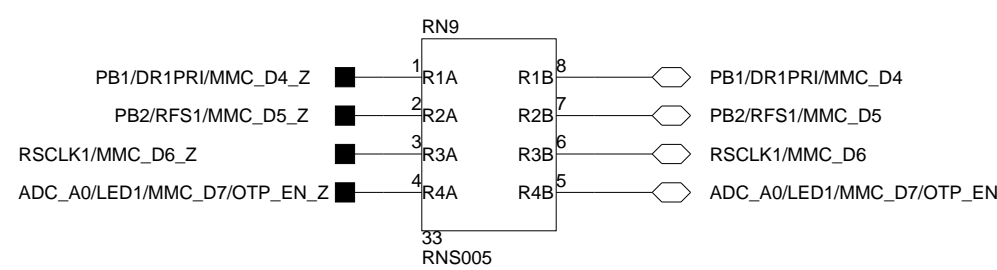 RN9
PB1/DR1PRI/MMC_D4_Z 1 R1A R1B 8 PB1/DR1PRI/MMC_D4
PB2/RFS1/MMC_D5_Z 2 R2A R2B 7 PB2/RFS1/MMC_D5
RSCLK1/MMC_D6_Z 3 R3A R3B 6 RSCLK1/MMC_D6
ADC_A0/LED1/MMC_D7/OTP_EN_Z 4 R4A R4B 5 ADC_A0/LED1/MMC_D7/OTP_EN
33
RNS005